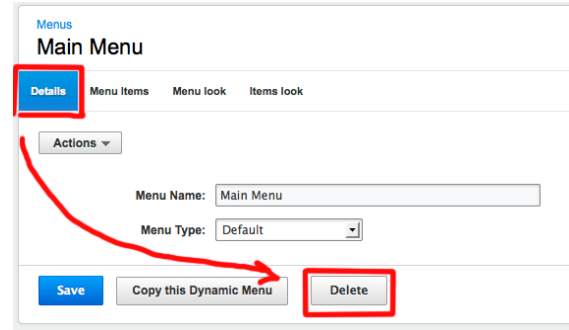 Menus
Main Menu
Details Menu Items Menu look Items look
Actions
Menu Name: Main Menu
Menu Type: Default
Save Copy this Dynamic Menu Delete